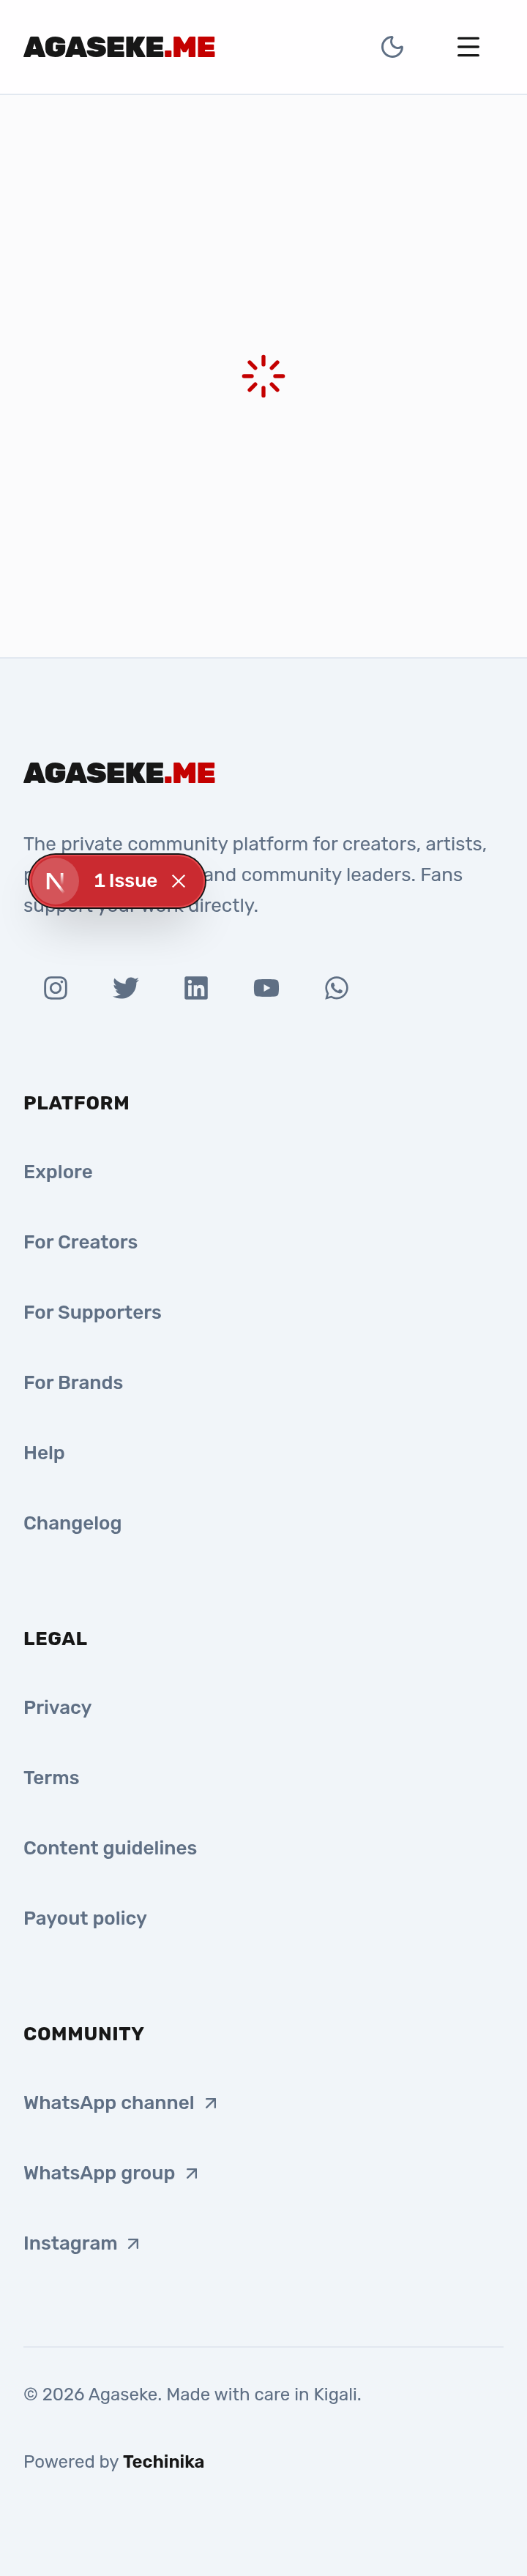 AGASEKE.ME
AGASEKE.ME
The private community platform for creators, artists,
and community leaders. Fans
support directly.
1 Issue
PLATFORM
Explore
For Creators
For Supporters
For Brands
Help
Changelog
LEGAL
Privacy
Terms
Content guidelines
Payout policy
COMMUNITY
WhatsApp channel
WhatsApp group
Instagram
© 2026 Agaseke. Made with care in Kigali.
Powered by Techinika